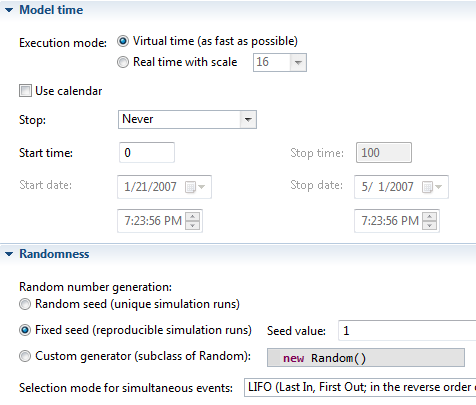 Model time
Execution mode: Virtual time (as fast as possible)
Real time with scale 16
Use calendar
Stop: Never
Start time: 0 Stop time: 100
Start date: 1/21/2007 Stop date: 5/ 1/2007
7:23:56 PM 7:23:56 PM
Randomness
Random number generation:
Random seed (unique simulation runs)
Fixed seed (reproducible simulation runs) Seed value: 1
Custom generator (subclass of Random): new Random()
Selection mode for simultaneous events: LIFO (Last In, First Out; in the reverse order